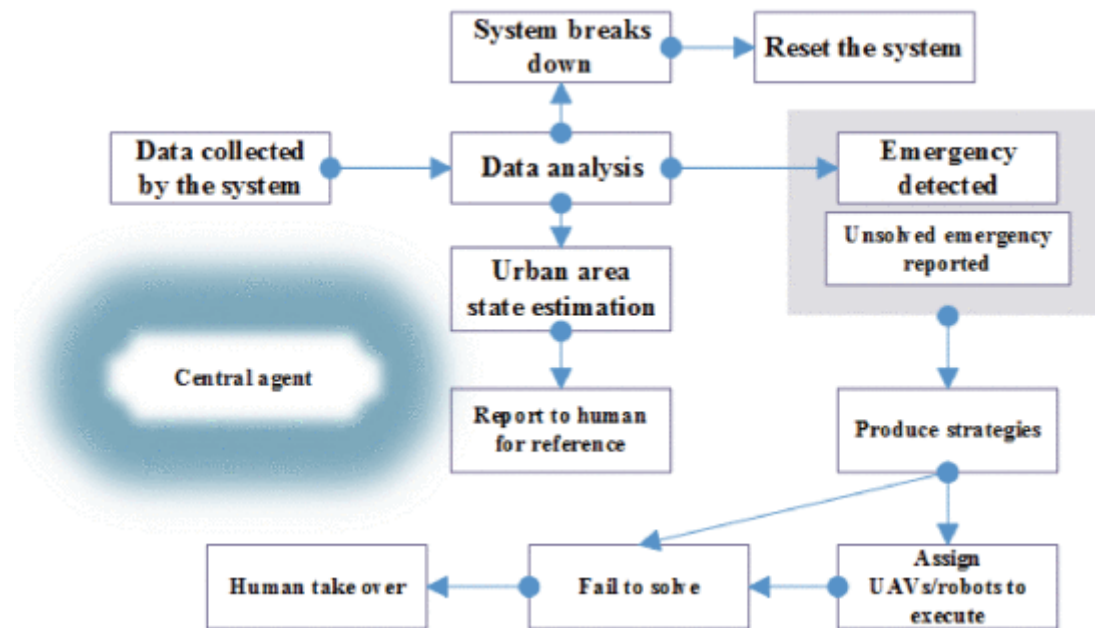 System breaks
down
Reset the system
Data collected
by the system
Data analysis
Emergency
detected
Unsolved emergency
reported
Urban area
state estimation
Central agent
Report to human
for reference
Produce strategies
Human take over
Fail to solve
Assign
UAVs/robots to
execute